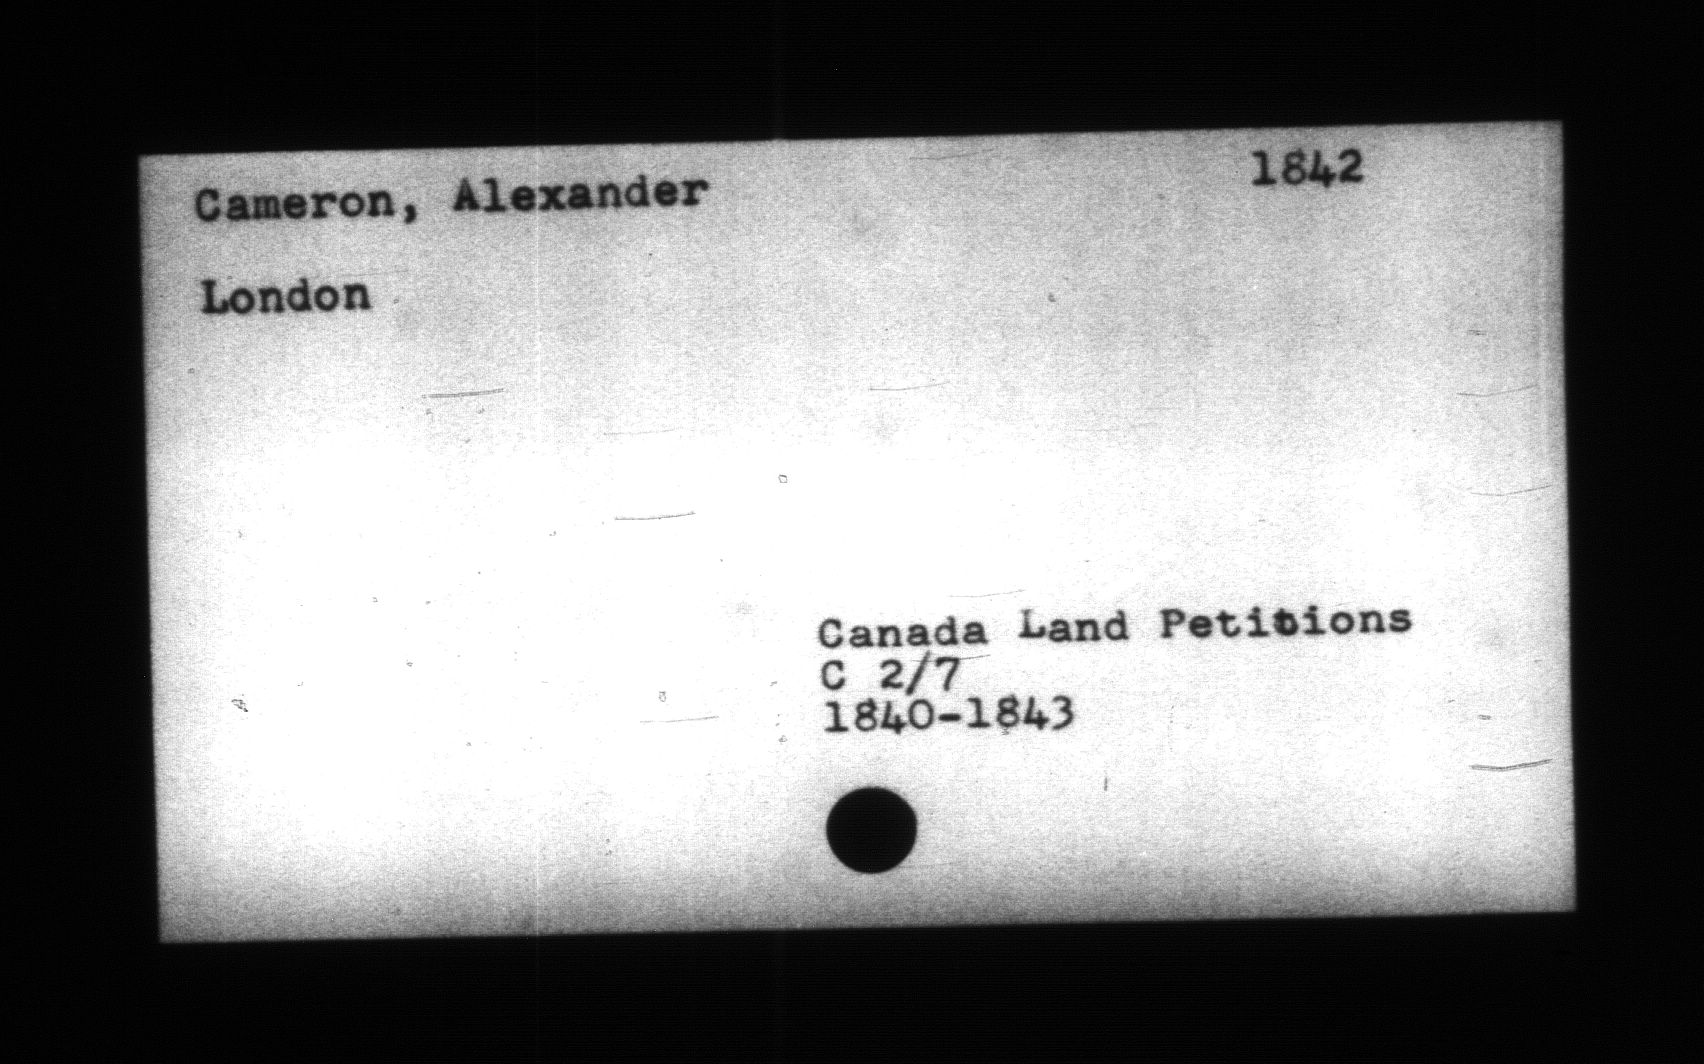 Cameron, Alexander 1842
London
Canada Land Petitions
C 2/7
1840-1843